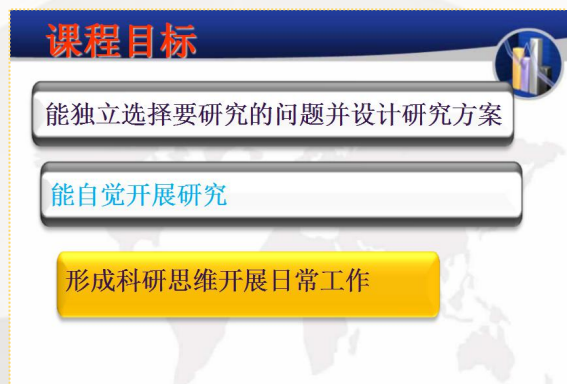 课程目标
能独立选择要研究的问题并设计研究方案
能自觉开展研究
形成科研思维开展日常工作